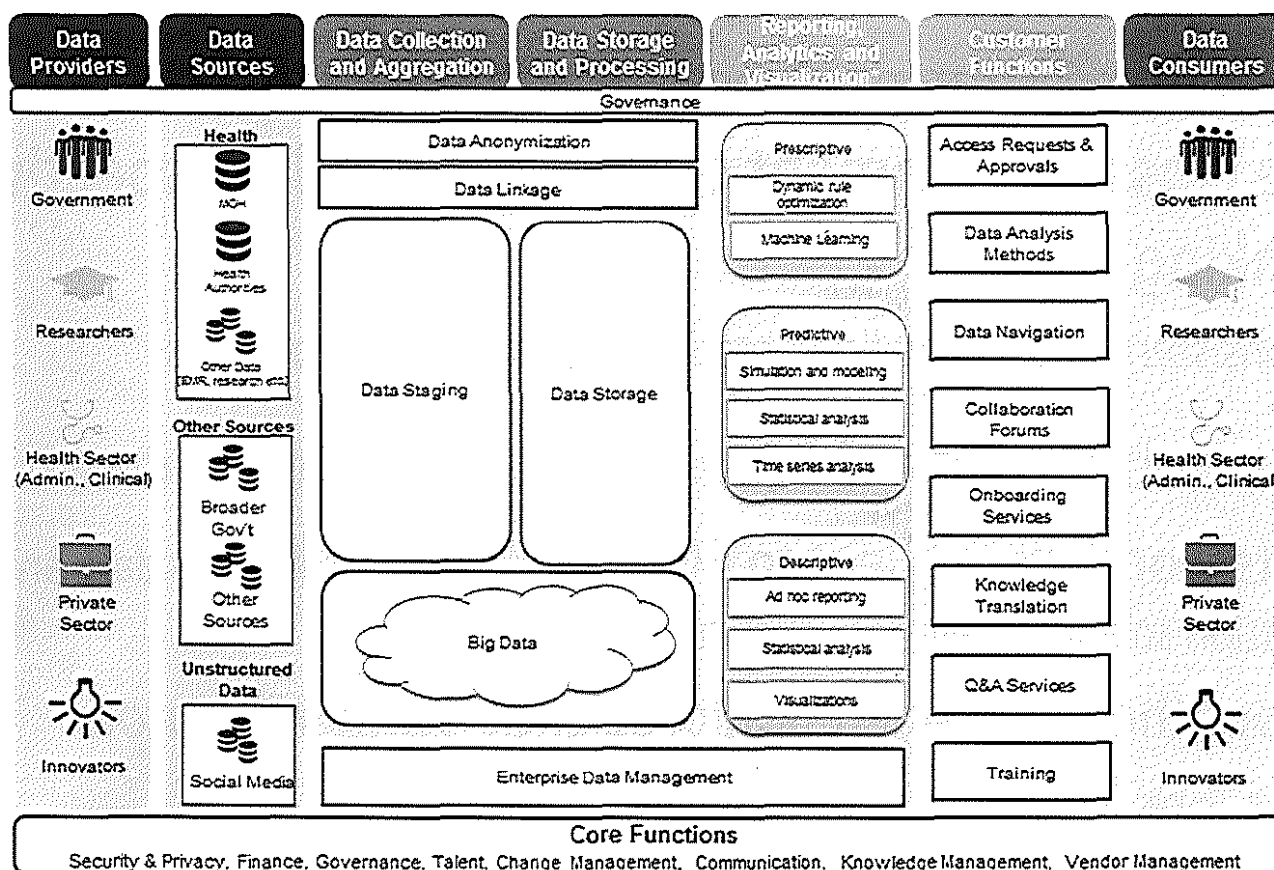 Data
Providers
Data
Sources
Data Collection
and Aggregation
Data Storage
and Processing
Reporting,
Analytics and
Visualization
Customer
Functions
Data
Consumers
Governance
Government
Researchers
Health Sector
(Admin., Clinical)
Private
Sector
Innovators
Health
MOH
Health
Authorities
Other Data
research etc.
Other Sources
Broader
Gov't
Other
Sources
Unstructured
Data
Social Media
Data Anonymization
Data Linkage
Data Staging
Data Storage
Big Data
Enterprise Data Management
Prescriptive
Dynamic rule
optimization
Machine Learning
Predictive
Simulation and modeling
Statistical analysis
Time series analysis
Descriptive
Ad hoc reporting
Statistical analysis
Visualizations
Access Requests &
Approvals
Data Analysis
Methods
Data Navigation
Collaboration
Forums
Onboarding
Services
Knowledge
Translation
Q&A Services
Training
Government
Researchers
Health Sector
(Admin., Clinical)
Private
Sector
Innovators
Core Functions
Security & Privacy, Finance, Governance, Talent, Change Management, Communication, Knowledge Management, Vendor Management